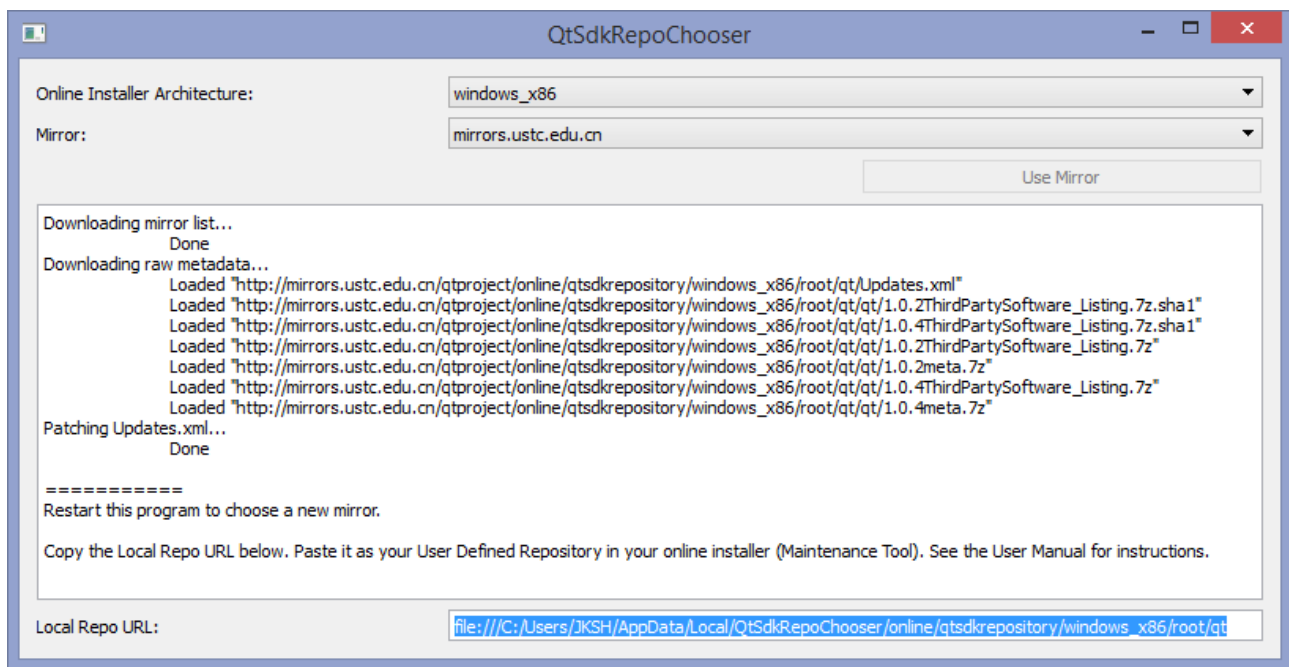 QtSdkRepoChooser
Online Installer Architecture: windows_x86
Mirror: mirrors.ustc.edu.cn
Use Mirror
Downloading mirror list...
Done
Downloading raw metadata...
Loaded "http://mirrors.ustc.edu.cn/qtproject/online/qtsdkrepository/windows_x86/root/qt/Updates.xml"
Loaded "http://mirrors.ustc.edu.cn/qtproject/online/qtsdkrepository/windows_x86/root/qt/qt/1.0.2ThirdPartySoftware_Listing.7z.sha1"
Loaded "http://mirrors.ustc.edu.cn/qtproject/online/qtsdkrepository/windows_x86/root/qt/qt/1.0.4ThirdPartySoftware_Listing.7z.sha1"
Loaded "http://mirrors.ustc.edu.cn/qtproject/online/qtsdkrepository/windows_x86/root/qt/qt/1.0.2ThirdPartySoftware_Listing.7z"
Loaded "http://mirrors.ustc.edu.cn/qtproject/online/qtsdkrepository/windows_x86/root/qt/qt/1.0.2meta.7z"
Loaded "http://mirrors.ustc.edu.cn/qtproject/online/qtsdkrepository/windows_x86/root/qt/qt/1.0.4ThirdPartySoftware_Listing.7z"
Loaded "http://mirrors.ustc.edu.cn/qtproject/online/qtsdkrepository/windows_x86/root/qt/qt/1.0.4meta.7z"
Patching Updates.xml...
Done
===========
Restart this program to choose a new mirror.
Copy the Local Repo URL below. Paste it as your User Defined Repository in your online installer (Maintenance Tool). See the User Manual for instructions.
Local Repo URL: file:///C:/Users/JKSH/AppData/Local/QtSdkRepoChooser/online/qtsdkrepository/windows_x86/root/qt